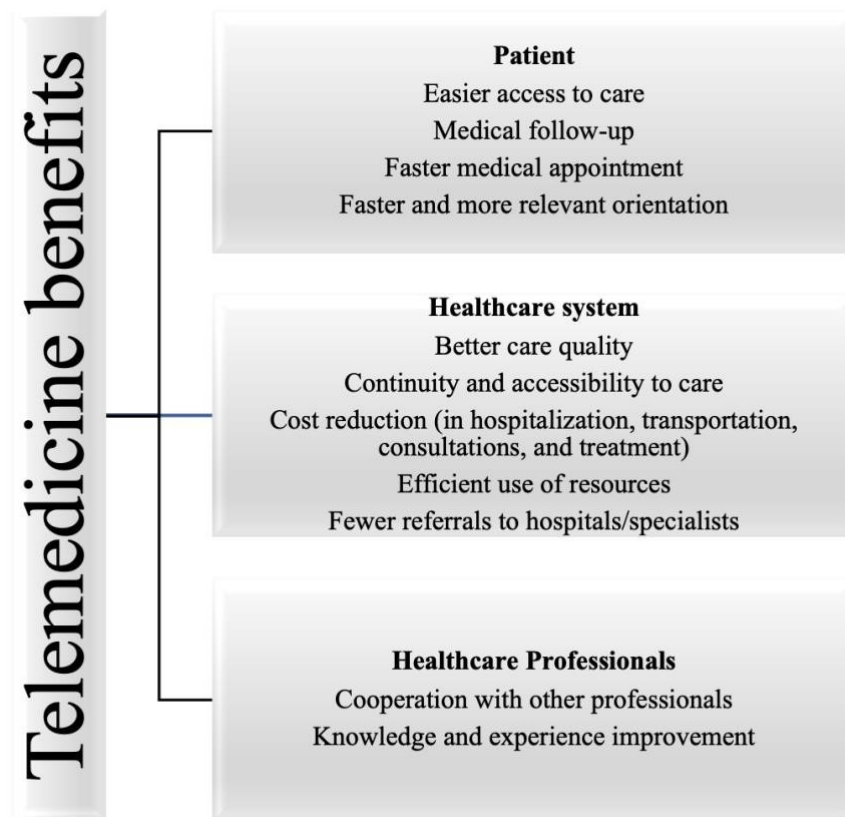 Telemedicine benefits
Patient
Easier access to care
Medical follow-up
Faster medical appointment
Faster and more relevant orientation
Healthcare system
Better care quality
Continuity and accessibility to care
Cost reduction (in hospitalization, transportation,
consultations, and treatment)
Efficient use of resources
Fewer referrals to hospitals/specialists
Healthcare Professionals
Cooperation with other professionals
Knowledge and experience improvement